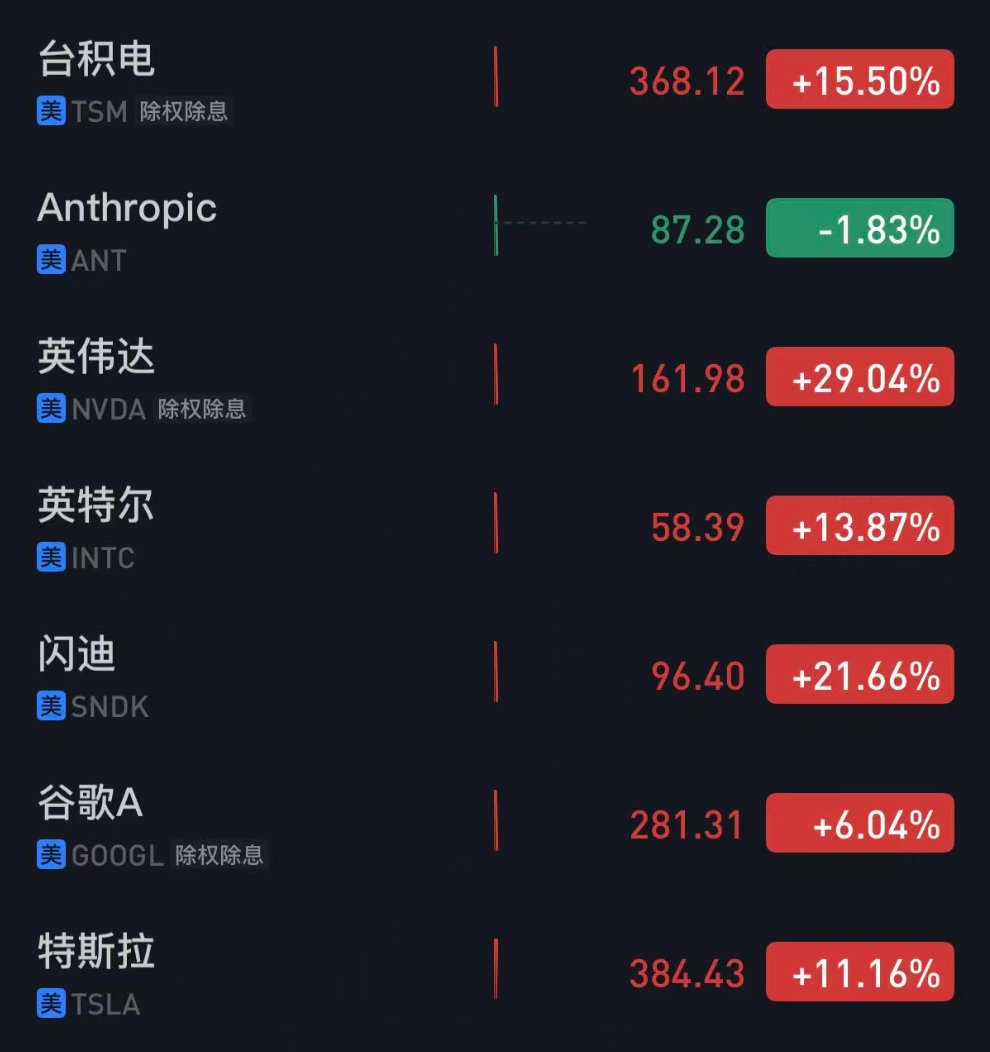 台积电
368.12 +15.50%
美 TSM 除权除息
Anthropic
87.28 -1.83%
美 ANT
英伟达
161.98 +29.04%
美 NVDA 除权除息
英特尔
58.39 +13.87%
美 INTC
闪迪
96.40 +21.66%
美 SNDK
谷歌A
281.31 +6.04%
美 GOOGL 除权除息
特斯拉
384.43 +11.16%
美 TSLA